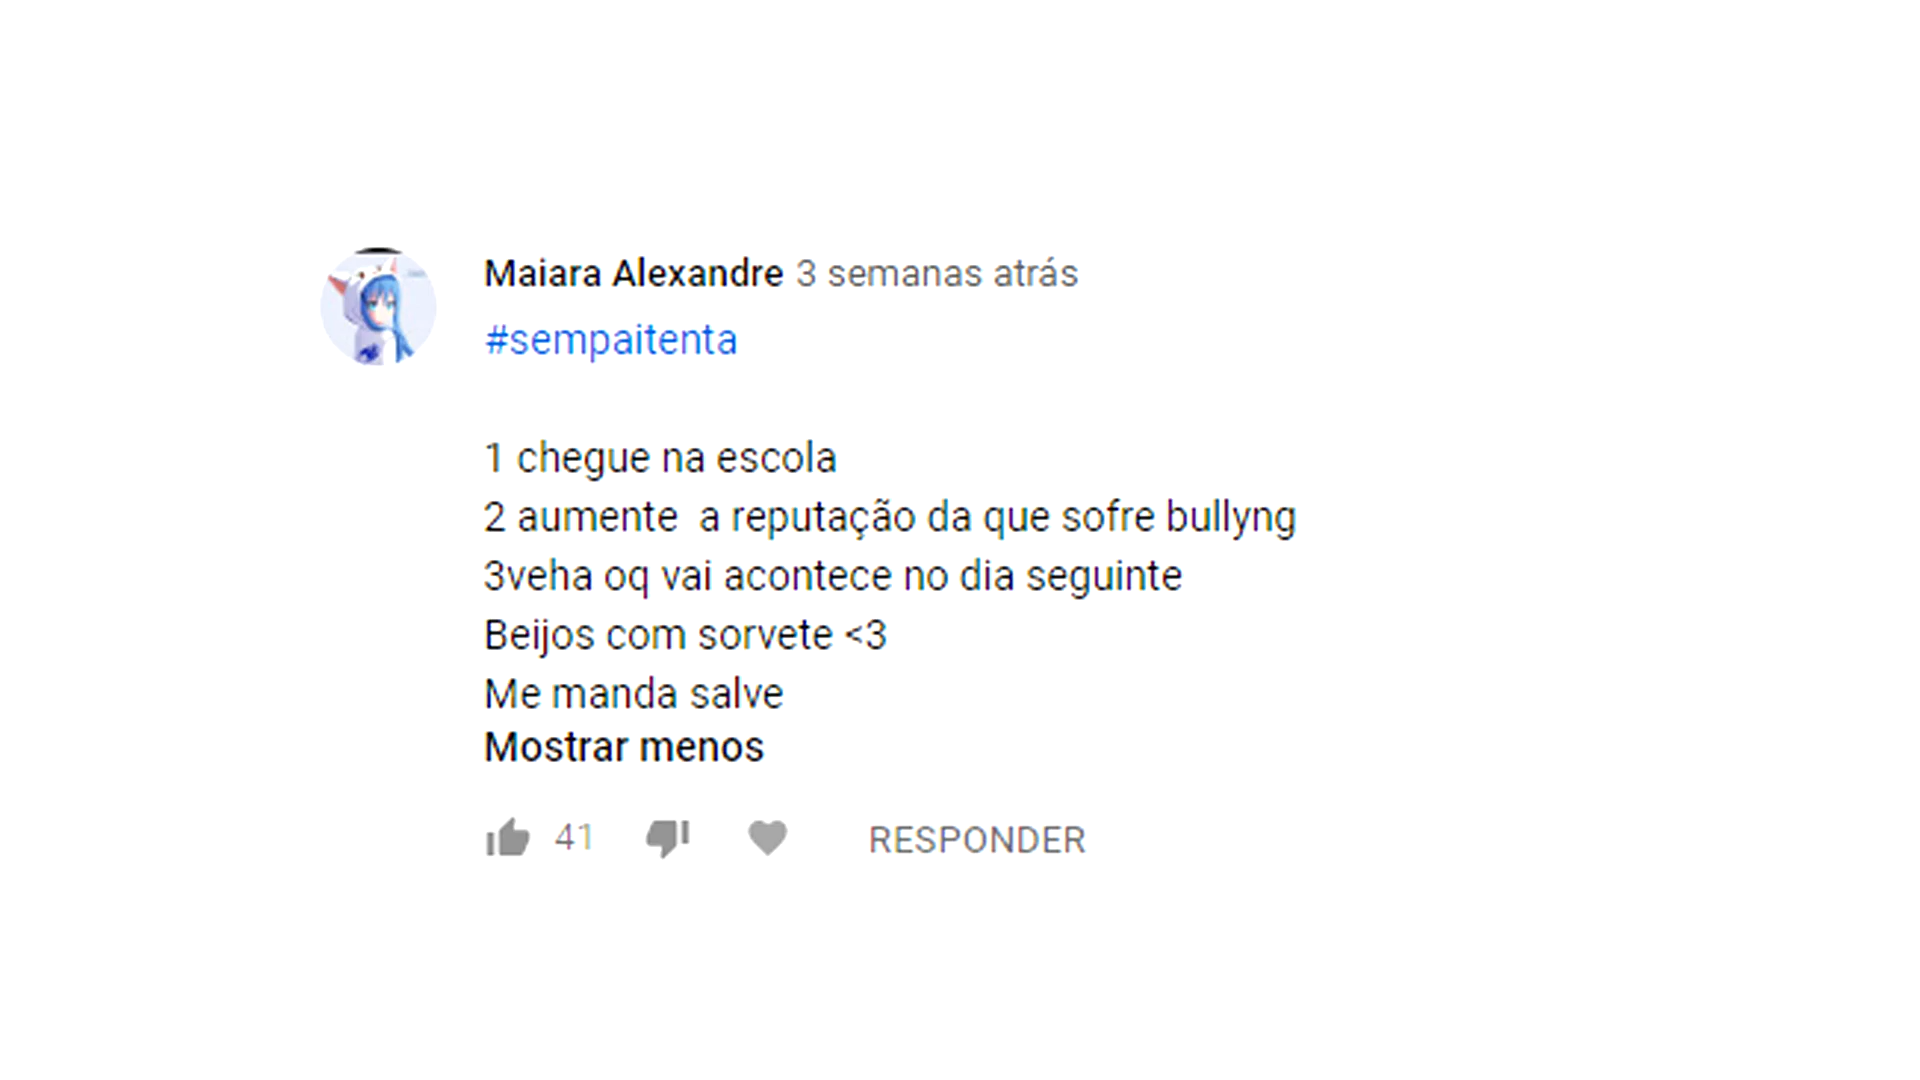 Maiara Alexandre 3 semanas atrás
#sempaitenta
1 chegue na escola
2 aumente  a reputação da que sofre bullyng
3veha oq vai acontece no dia seguinte
Beijos com sorvete <3
Me manda salve
Mostrar menos
41 RESPONDER